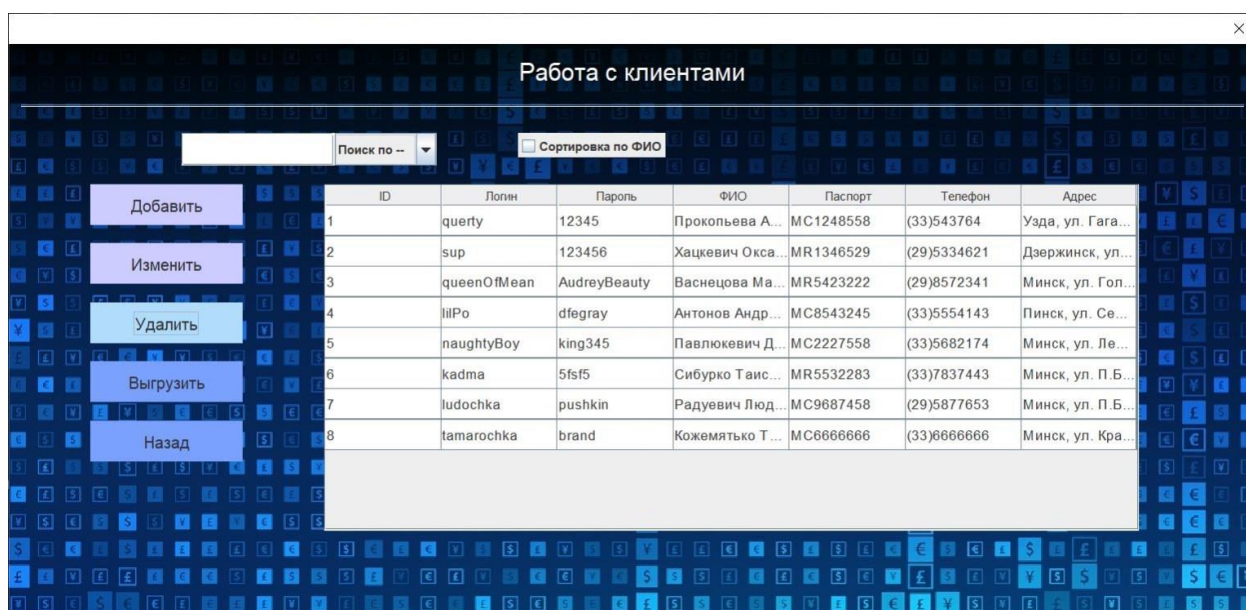 Работа с клиентами
Поиск по --
Сортировка по ФИО
Добавить
Изменить
Удалить
Выгрузить
Назад
ID Логин Пароль ФИО Паспорт Телефон Адрес
1 querty 12345 Прокопьева А... MC1248558 (33)543764 Узда, ул. Гага...
2 sup 123456 Хацкевич Окса... MR1346529 (29)5334621 Дзержинск, ул...
3 queenOfMean AudreyBeauty Васнецова Ма... MR5423222 (29)8572341 Минск, ул. Гол...
4 lilPo dfegray Антонов Андр... MC8543245 (33)5554143 Пинск, ул. Се...
5 naughtyBoy king345 Павлюкевич Д... MC2227558 (33)5682174 Минск, ул. Ле...
6 kadma 5fsf5 Сибурко Таис... MR5532283 (33)7837443 Минск, ул. П.Б...
7 ludochka pushkin Радуевич Люд... MC9687458 (29)5877653 Минск, ул. П.Б...
8 tamarochka brand Кожемятько Т... MC6666666 (33)6666666 Минск, ул. Кра...